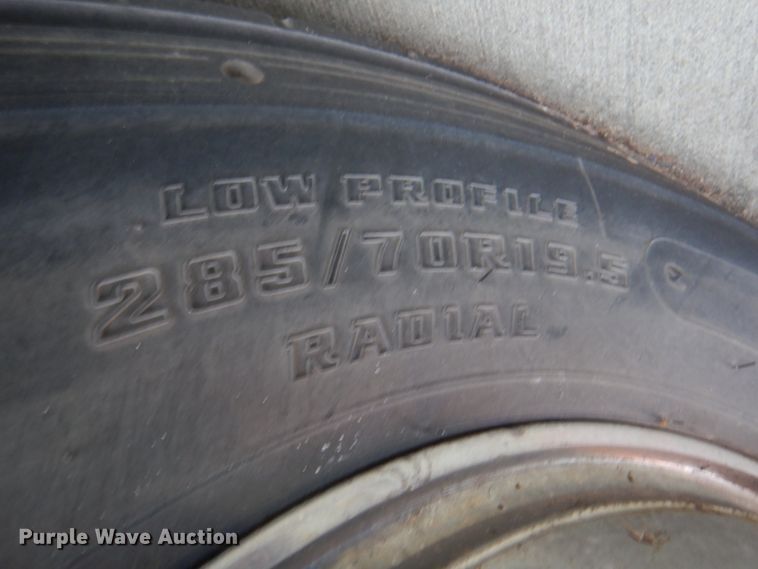 LOW PROFILE
285/70R19.5
RADIAL
Purple Wave Auction®